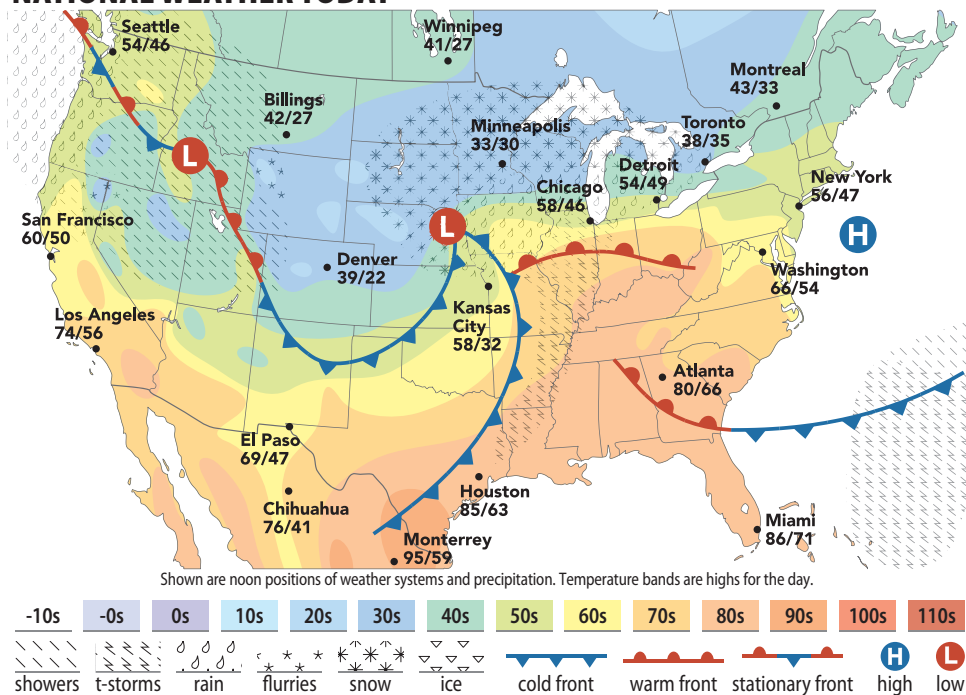 NATIONAL WEATHER TODAY
Seattle
54/46
Winnipeg
41/27
Montreal
43/33
Billings
42/27
Minneapolis
33/30
Toronto
38/35
Detroit
54/49
Chicago
58/46
New York
56/47
L
L
H
San Francisco
60/50
Denver
39/22
Washington
66/54
Los Angeles
74/56
Kansas
City
58/32
Atlanta
80/66
El Paso
69/47
Chihuahua
76/41
Houston
85/63
Miami
86/71
Monterrey
95/59
Shown are noon positions of weather systems and precipitation. Temperature bands are highs for the day.
-10s -0s 0s 10s 20s 30s 40s 50s 60s 70s 80s 90s 100s 110s
H L
showers t-storms rain flurries snow ice cold front warm front stationary front high low